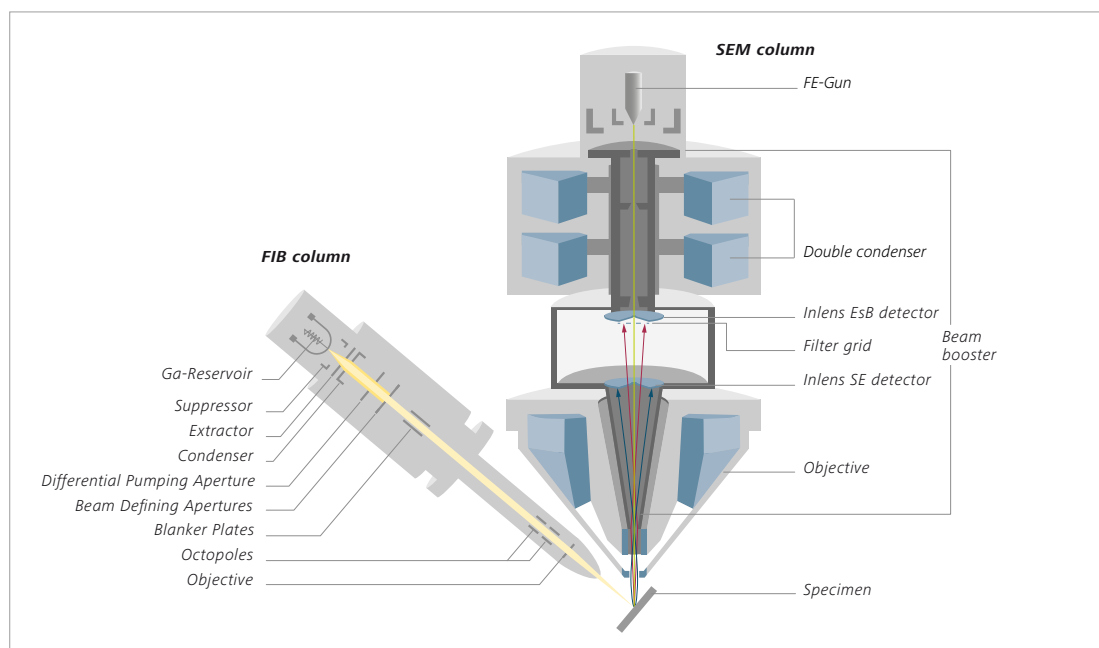 SEM column
FE-Gun
Double condenser
FIB column
Inlens EsB detector
Beam
booster
Filter grid
Inlens SE detector
Ga-Reservoir
Suppressor
Extractor
Condenser
Differential Pumping Aperture
Beam Defining Apertures
Blanker Plates
Octopoles
Objective
Objective
Specimen